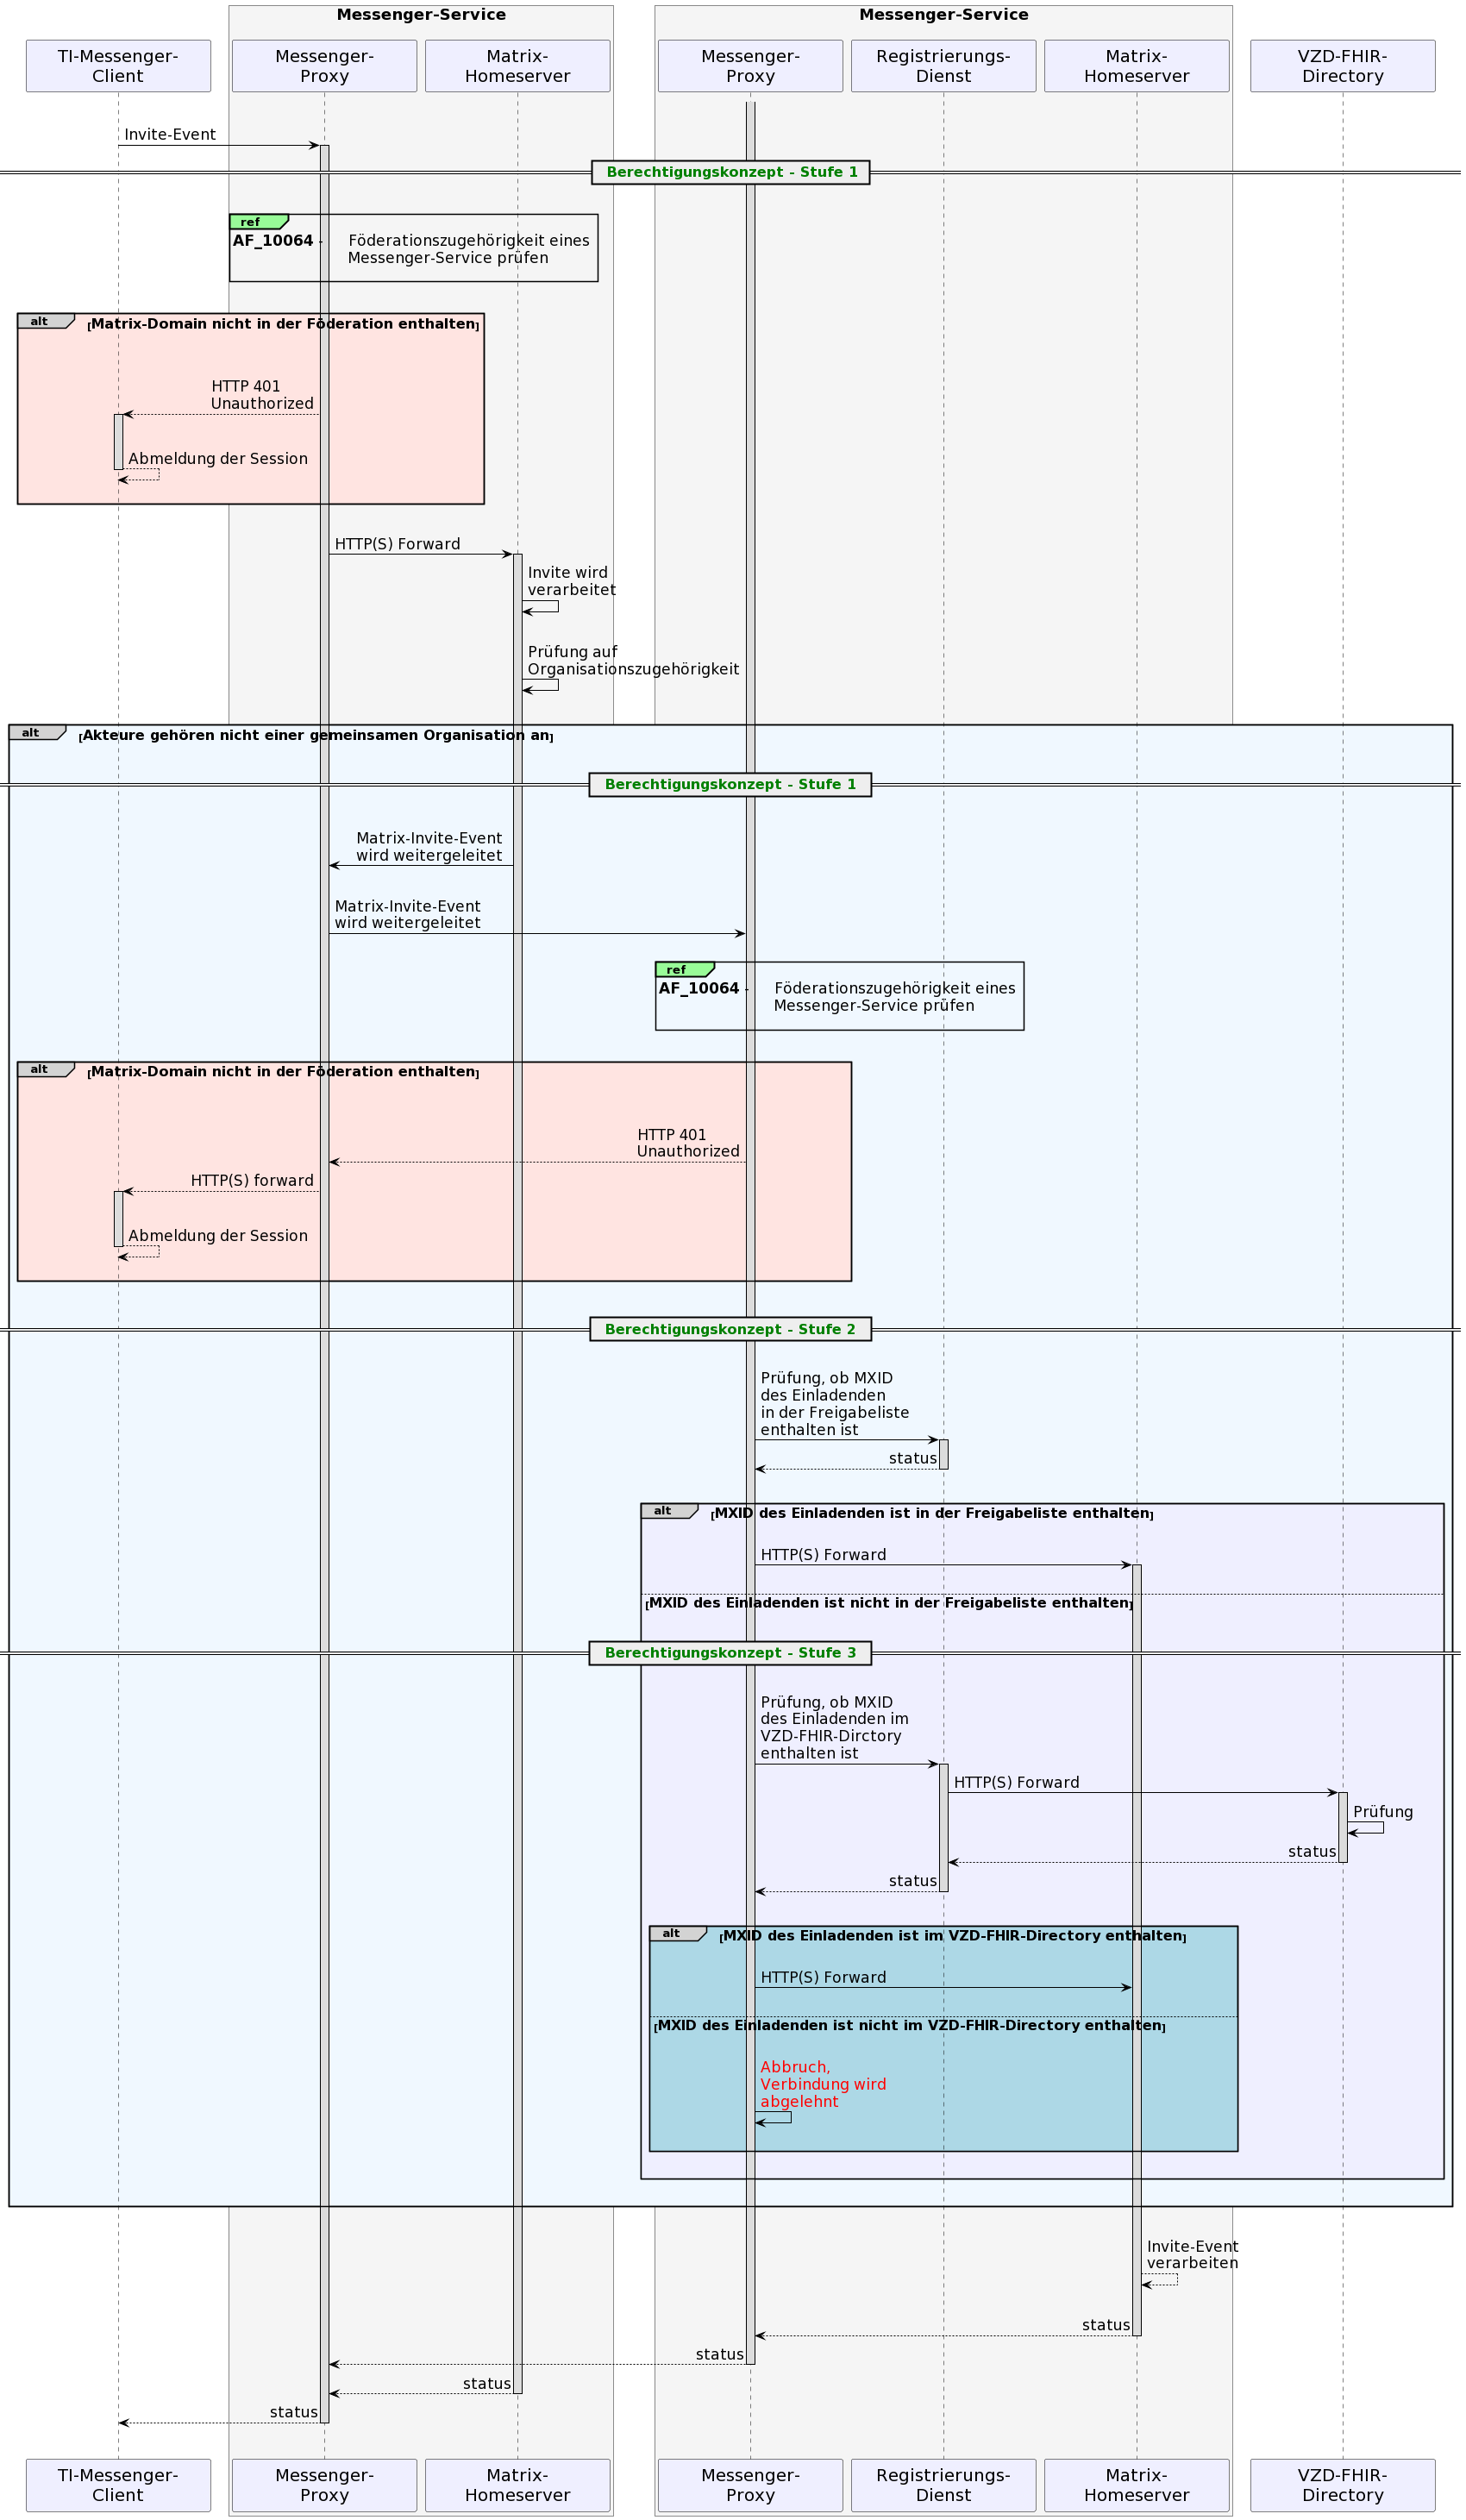 Messenger-Service
Messenger-Service
TI-Messenger-
Client
Messenger-
Proxy
Matrix-
Homeserver
Messenger-
Proxy
Registrierungs-
Dienst
Matrix-
Homeserver
VZD-FHIR-
Directory
Invite-Event
Berechtigungskonzept - Stufe 1
ref
AF_10064 - Föderationszugehörigkeit eines
Messenger-Service prüfen
alt [Matrix-Domain nicht in der Föderation enthalten]
HTTP 401
Unauthorized
Abmeldung der Session
HTTP(S) Forward
Invite wird
verarbeitet
Prüfung auf
Organisationszugehörigkeit
alt [Akteure gehören nicht einer gemeinsamen Organisation an]
Berechtigungskonzept - Stufe 1
Matrix-Invite-Event
wird weitergeleitet
Matrix-Invite-Event
wird weitergeleitet
ref
AF_10064 - Föderationszugehörigkeit eines
Messenger-Service prüfen
alt [Matrix-Domain nicht in der Föderation enthalten]
HTTP 401
Unauthorized
HTTP(S) forward
Abmeldung der Session
Berechtigungskonzept - Stufe 2
Prüfung, ob MXID
des Einladenden
in der Freigabeliste
enthalten ist
status
alt [MXID des Einladenden ist in der Freigabeliste enthalten]
HTTP(S) Forward
[MXID des Einladenden ist nicht in der Freigabeliste enthalten]
Berechtigungskonzept - Stufe 3
Prüfung, ob MXID
des Einladenden im
VZD-FHIR-Dirctory
enthalten ist
HTTP(S) Forward
Prüfung
status
status
alt [MXID des Einladenden ist im VZD-FHIR-Directory enthalten]
HTTP(S) Forward
[MXID des Einladenden ist nicht im VZD-FHIR-Directory enthalten]
Abbruch,
Verbindung wird
abgelehnt
Invite-Event
verarbeiten
status
status
status
status
TI-Messenger-
Client
Messenger-
Proxy
Matrix-
Homeserver
Messenger-
Proxy
Registrierungs-
Dienst
Matrix-
Homeserver
VZD-FHIR-
Directory